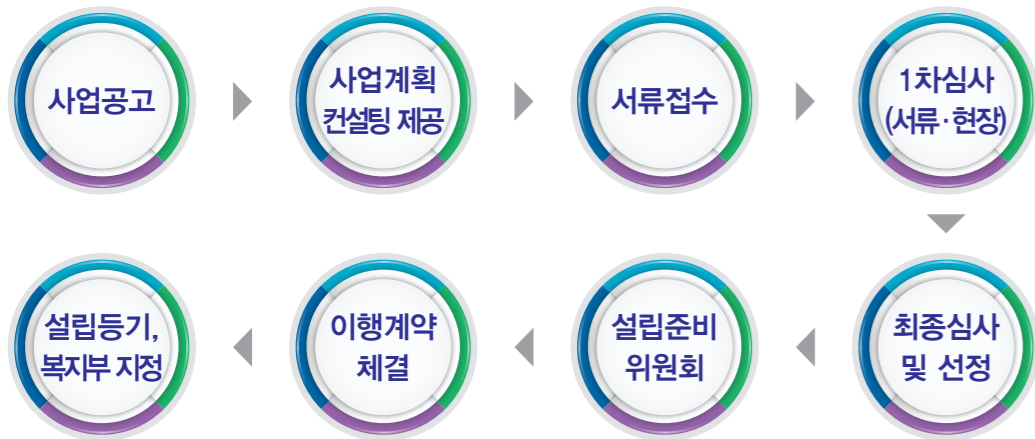 사업공고
사업계획
컨설팅 제공
서류접수
1차심사
(서류·현장)
최종심사
및 선정
설립준비
위원회
이행계약
체결
설립등기,
복지부 지정